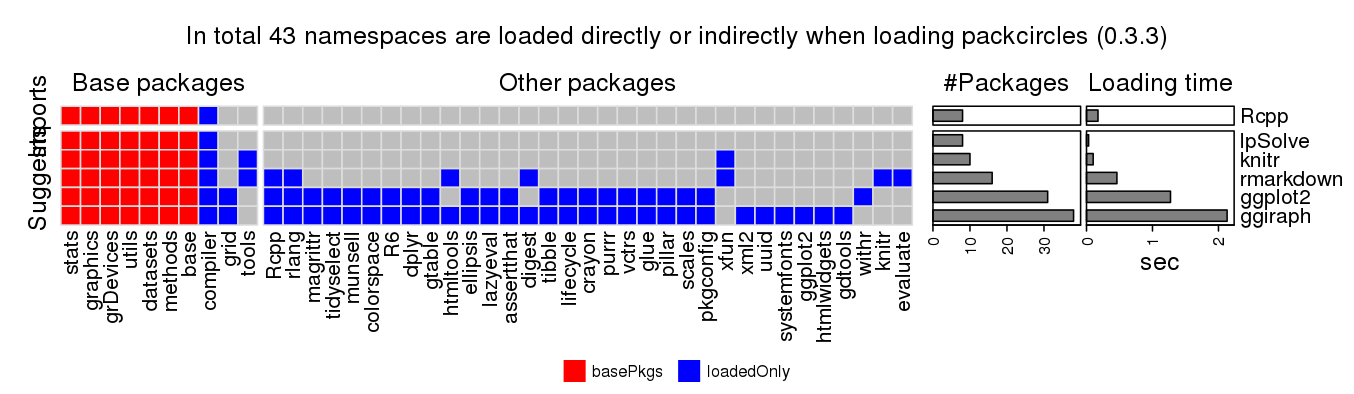 In total 43 namespaces are loaded directly or indirectly when loading packcircles (0.3.3)
Base packages
Other packages
#Packages
Loading time
Imports
Suggests
Rcpp
lpSolve
knitr
rmarkdown
ggplot2
ggiraph
stats
graphics
grDevices
utils
datasets
methods
base
compiler
grid
tools
Rcpp
rlang
magrittr
tidyselect
munsell
colorspace
R6
dplyr
gtable
htmltools
ellipsis
lazyeval
assertthat
digest
tibble
lifecycle
crayon
purrr
vctrs
glue
pillar
scales
pkgconfig
xfun
xml2
uuid
systemfonts
ggplot2
htmlwidgets
gdtools
withr
knitr
evaluate
0 10 20 30
0 1 2
sec
basePkgs
loadedOnly